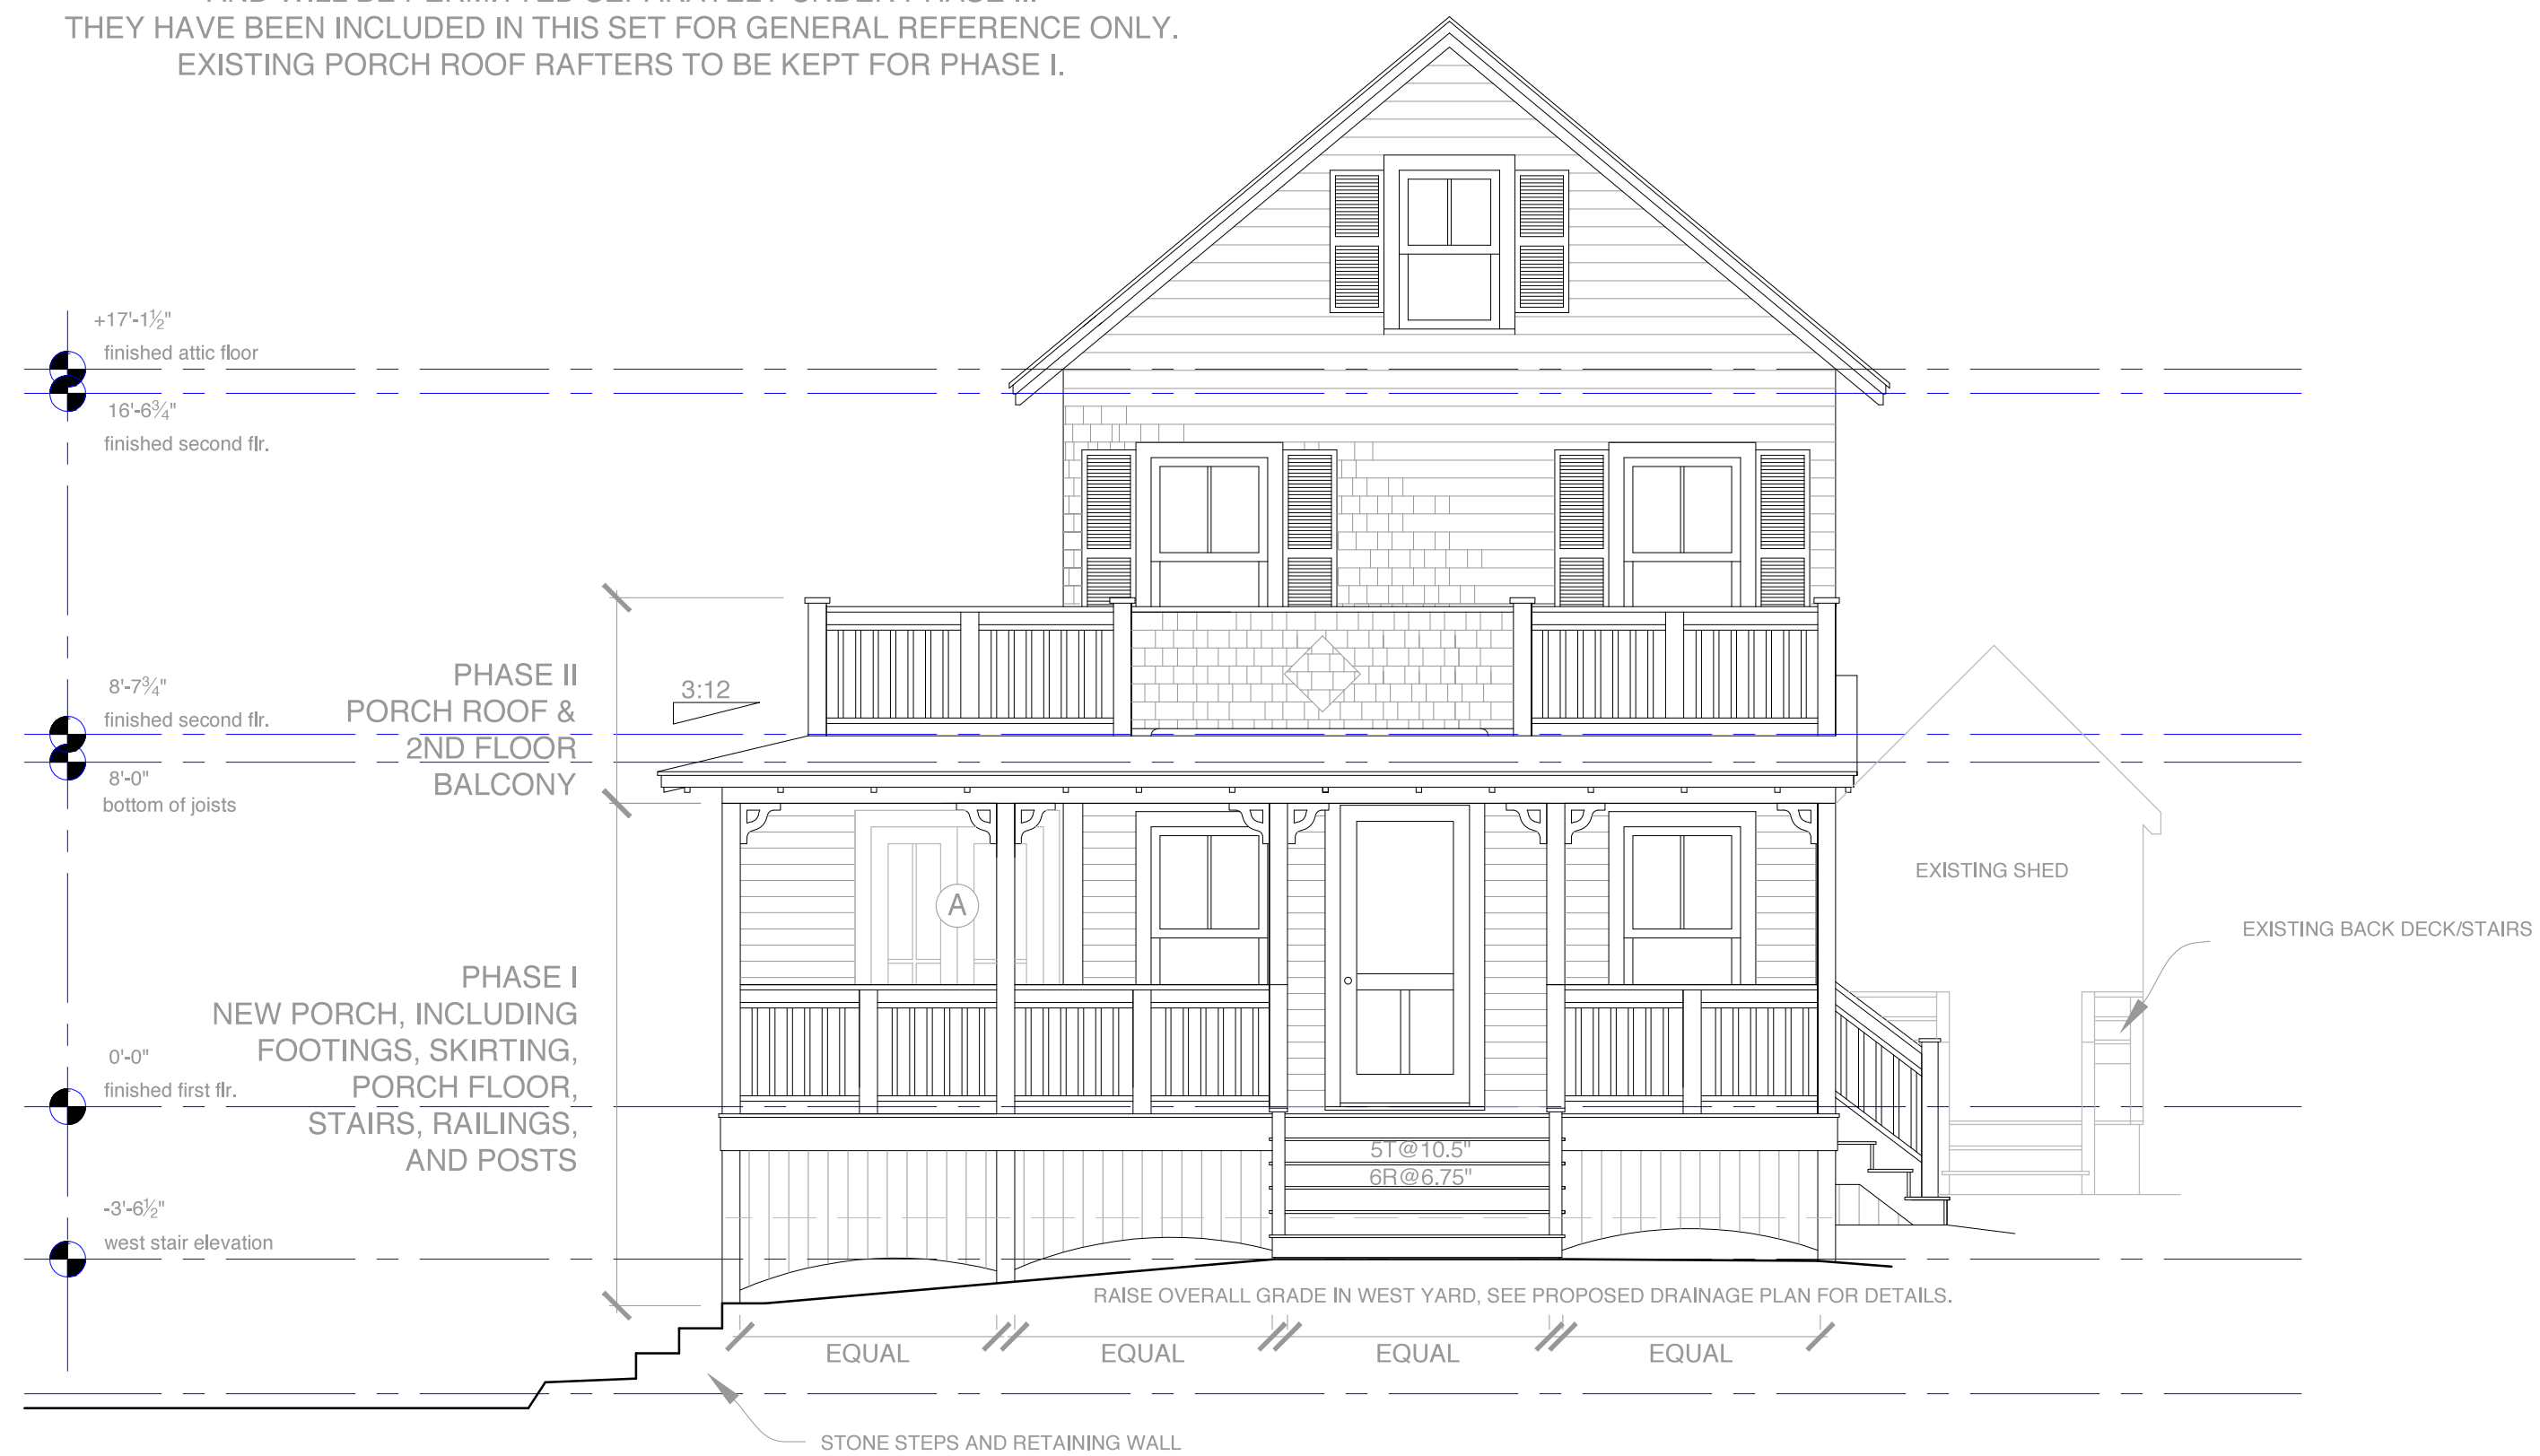 THEY HAVE BEEN INCLUDED IN THIS SET FOR GENERAL REFERENCE ONLY.
EXISTING PORCH ROOF RAFTERS TO BE KEPT FOR PHASE I.
+17'-1½"
finished attic floor
16'-6¾"
finished second flr.
8'-7¾"
finished second flr.
8'-0"
bottom of joists
0'-0"
finished first flr.
-3'-6½"
west stair elevation
PHASE II
PORCH ROOF &
2ND FLOOR
BALCONY
3:12
PHASE I
NEW PORCH, INCLUDING
FOOTINGS, SKIRTING,
PORCH FLOOR,
STAIRS, RAILINGS,
AND POSTS
A
5T@10.5"
6R@6.75"
EXISTING SHED
EXISTING BACK DECK/STAIRS
RAISE OVERALL GRADE IN WEST YARD, SEE PROPOSED DRAINAGE PLAN FOR DETAILS.
EQUAL
EQUAL
EQUAL
EQUAL
STONE STEPS AND RETAINING WALL